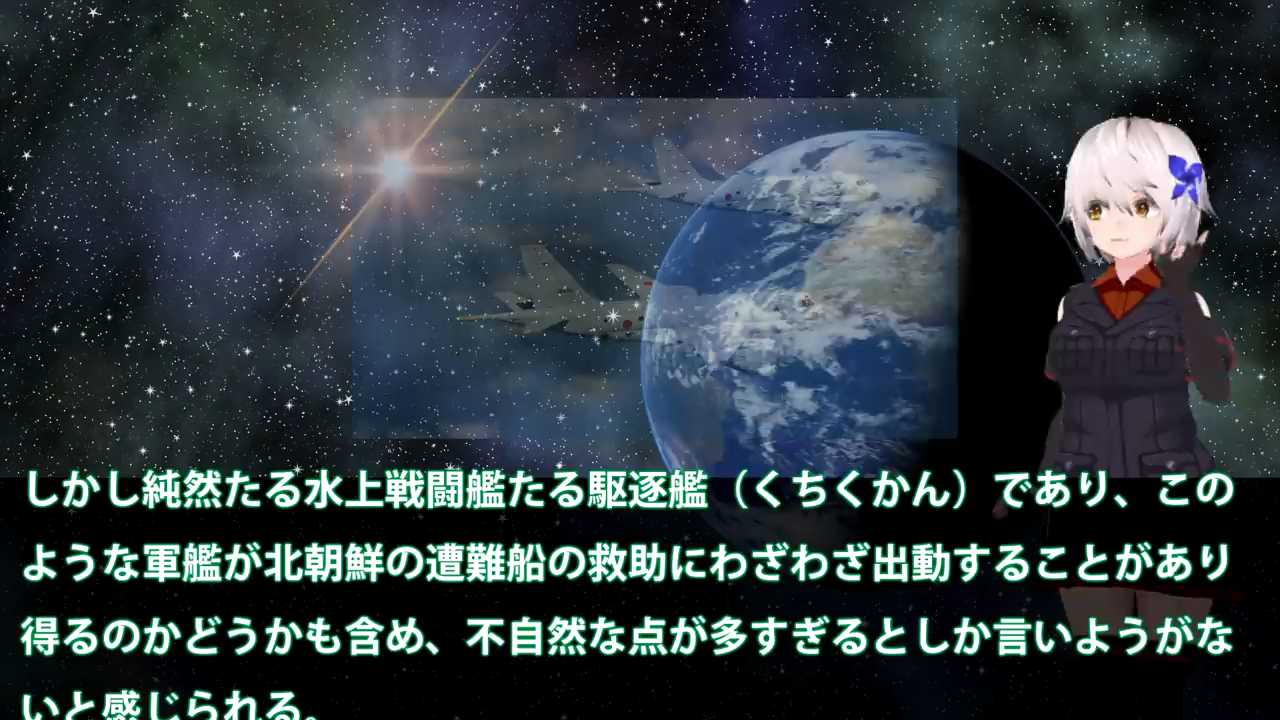 しかし純然たる水上戦闘艦たる駆逐艦（くちくかん）であり、この
ような軍艦が北朝鮮の遭難船の救助にわざわざ出動することがあり
得るのかどうかも含め、不自然な点が多すぎるとしか言いようがな
いと感じられる。